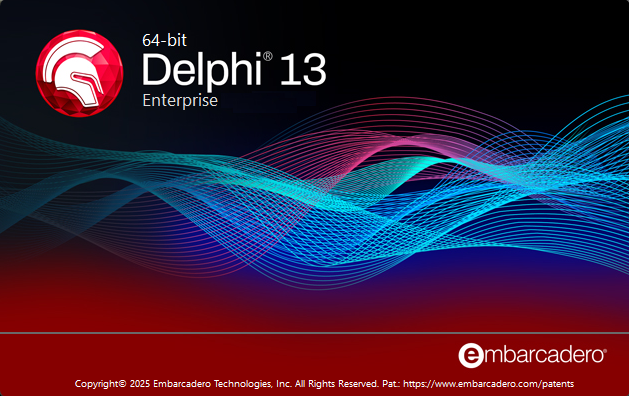 64-bit
Delphi® 13
Enterprise
embarcadero®
Copyright© 2025 Embarcadero Technologies, Inc. All Rights Reserved. Pat.: https://www.embarcadero.com/patents